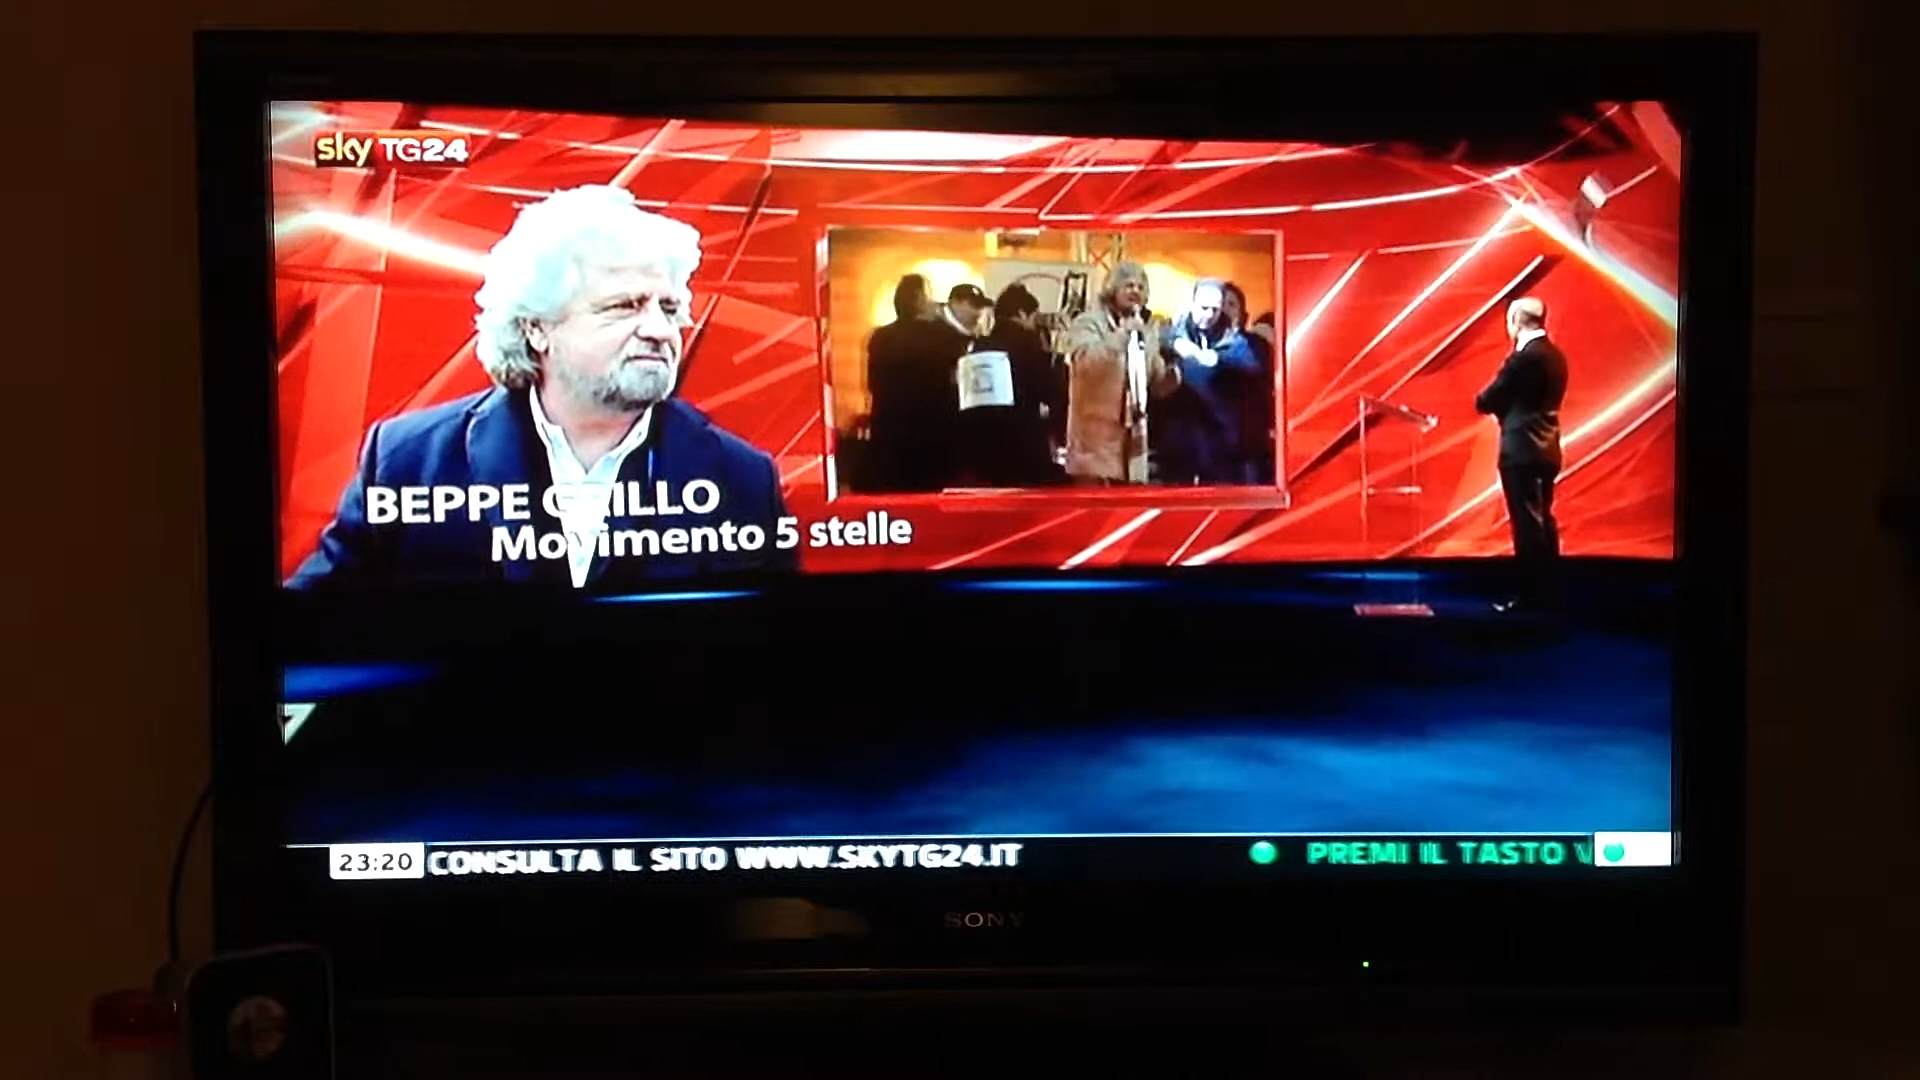 sky TG24
BEPPE GRILLO
Movimento 5 stelle
23:20 CONSULTA IL SITO WWW.SKYTG24.IT
PREMI IL TASTO V
SONY